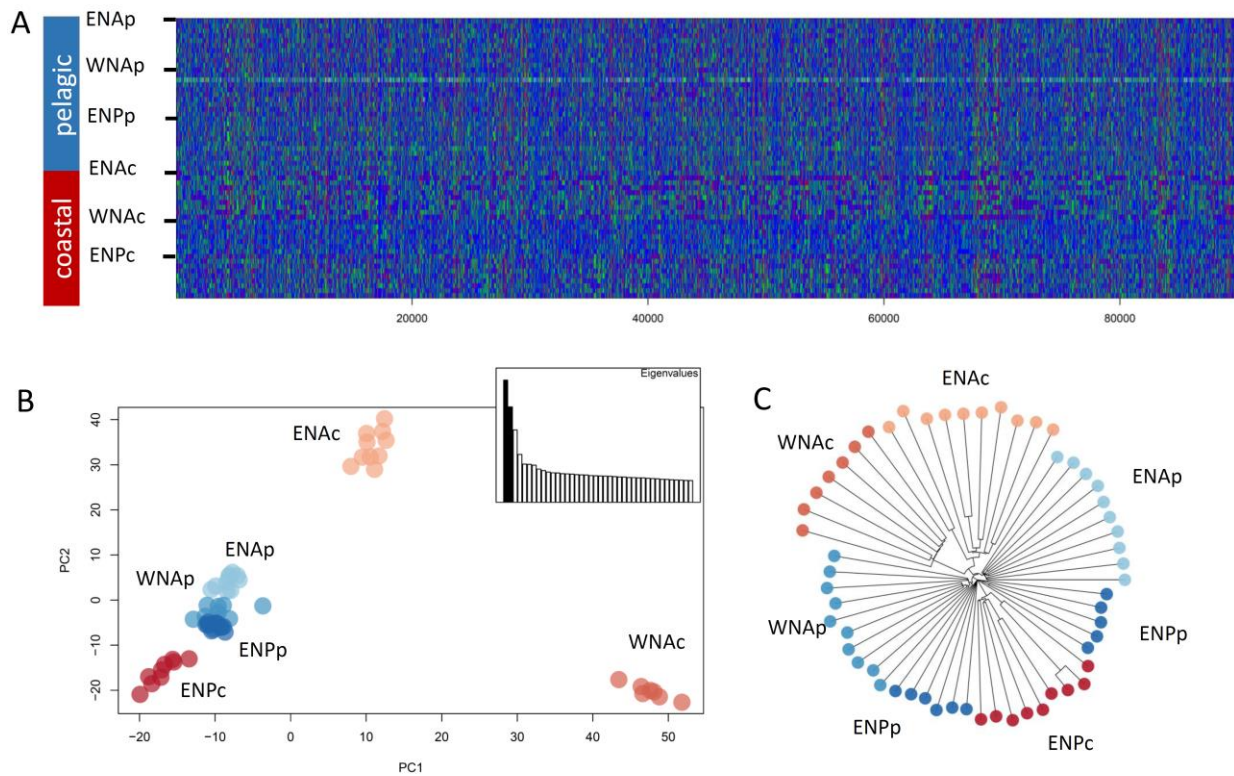 A
pelagic
coastal
ENAp
WNAp
ENPp
ENAc
WNAc
ENPc
20000
40000
60000
80000
B
Eigenvalues
ENAc
ENAp
WNAp
ENPp
ENPc
WNAc
PC2
40
30
20
10
0
−10
−20
−20
−10
0
10
20
30
40
50
PC1
C
ENAc
WNAc
ENAp
WNAp
ENPp
ENPp
ENPc